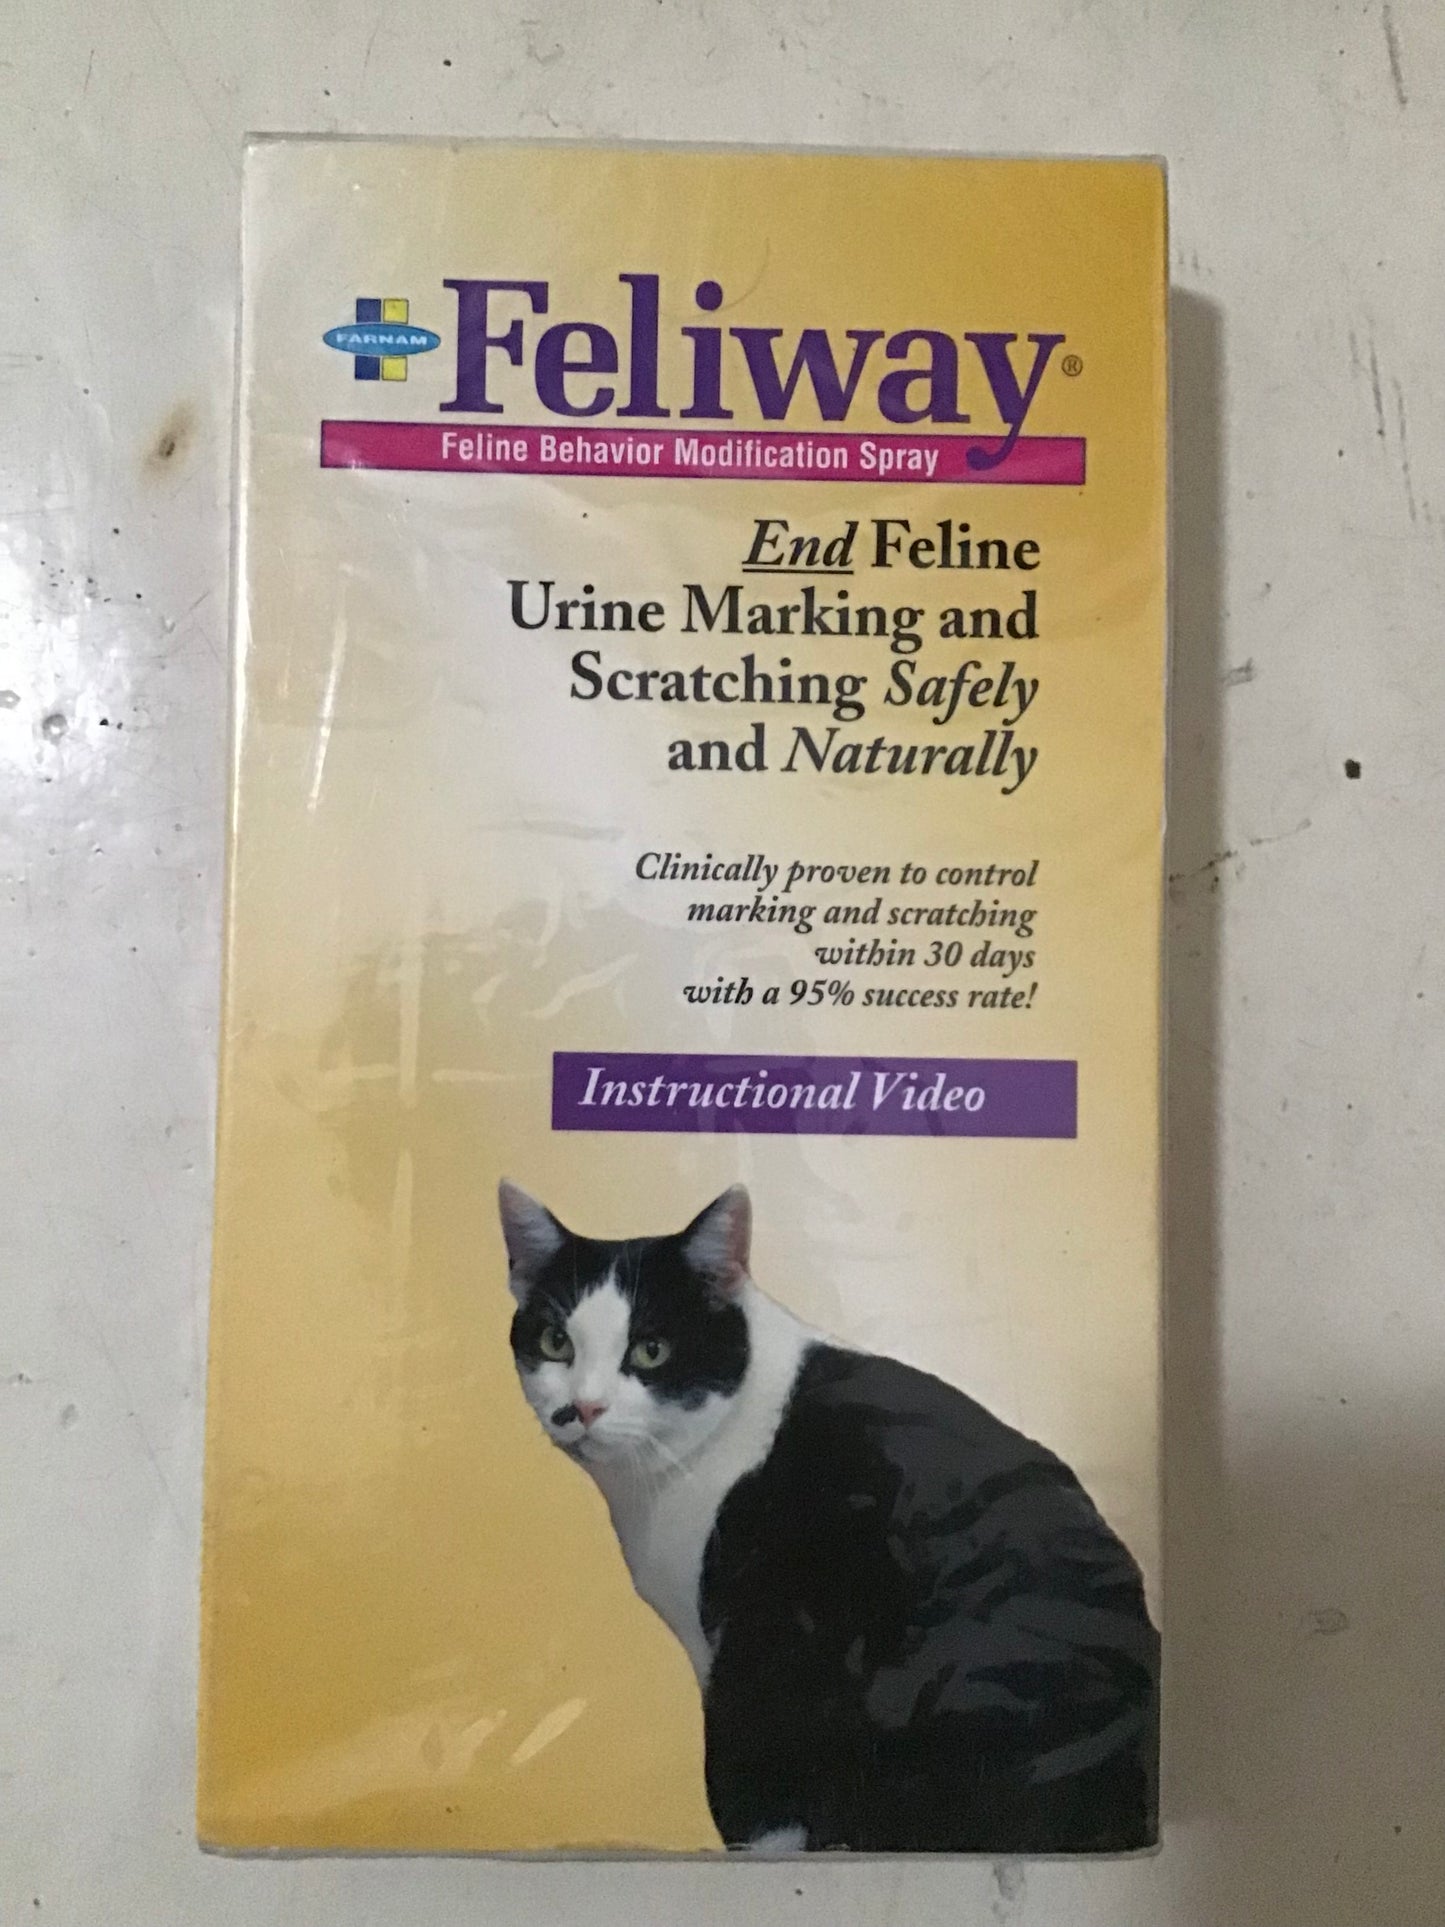 FARNAM
Feliway®
Feline Behavior Modification Spray
End Feline
Urine Marking and
Scratching Safely
and Naturally
Clinically proven to control
marking and scratching
within 30 days
with a 95% success rate!
Instructional Video